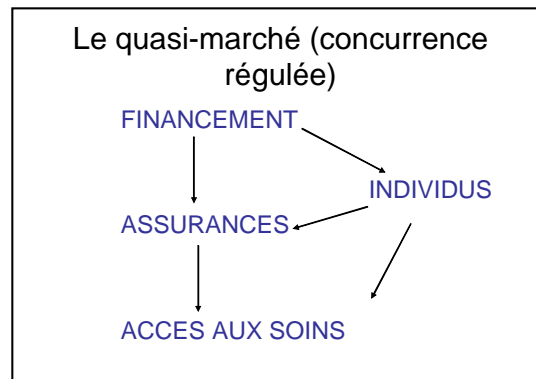 Le quasi-marché (concurrence
régulée)
FINANCEMENT
INDIVIDUS
ASSURANCES
ACCES AUX SOINS